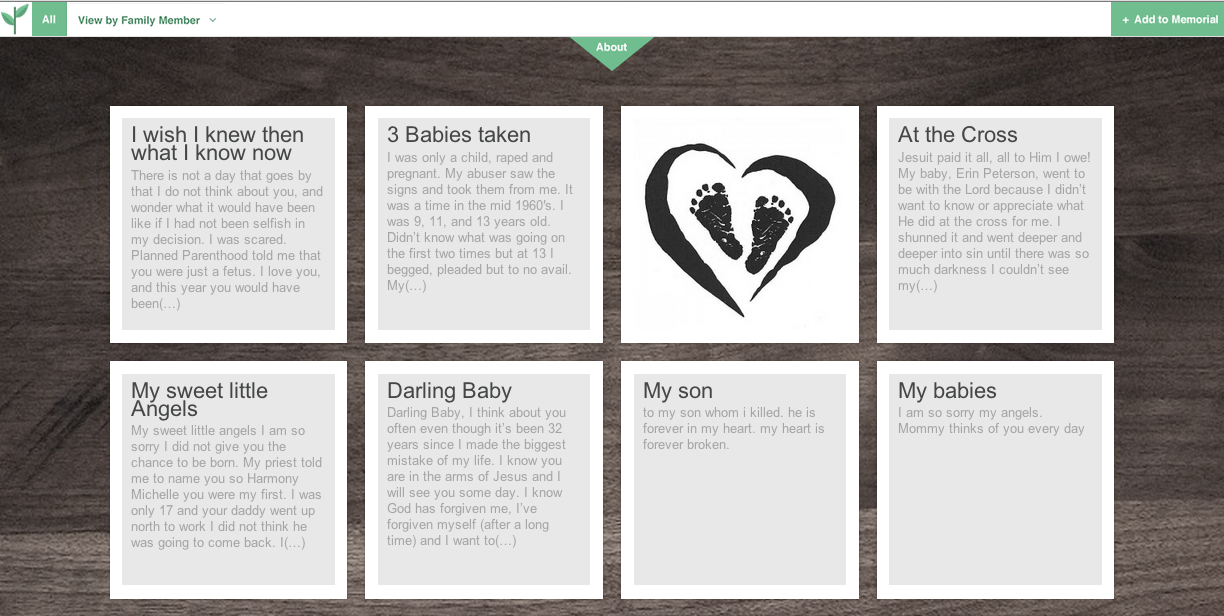 All
View by Family Member
+ Add to Memorial
About
I wish I knew then
what I know now
There is not a day that goes by
that I do not think about you, and
wonder what it would have been
like if I had not been selfish in
my decision. I was scared.
Planned Parenthood told me that
you were just a fetus. I love you,
and this year you would have
been(…)
3 Babies taken
I was only a child, raped and
pregnant. My abuser saw the
signs and took them from me. It
was a time in the mid 1960's. I
was 9, 11, and 13 years old.
Didn't know what was going on
the first two times but at 13 I
begged, pleaded but to no avail.
My(…)
At the Cross
Jesuit paid it all, all to Him I owe!
My baby, Erin Peterson, went to
be with the Lord because I didn't
want to know or appreciate what
He did at the cross for me. I
shunned it and went deeper and
deeper into sin until there was so
much darkness I couldn't see
my(…)
My sweet little
Angels
My sweet little angels I am so
sorry I did not give you the
chance to be born. My priest told
me to name you so Harmony
Michelle you were my first. I was
only 17 and your daddy went up
north to work I did not think he
was going to come back. I(…)
Darling Baby
Darling Baby, I think about you
often even though it's been 32
years since I made the biggest
mistake of my life. I know you
are in the arms of Jesus and I
will see you some day. I know
God has forgiven me, I've
forgiven myself (after a long
time) and I want to(…)
My son
to my son whom i killed. he is
forever in my heart. my heart is
forever broken.
My babies
I am so sorry my angels.
Mommy thinks of you every day